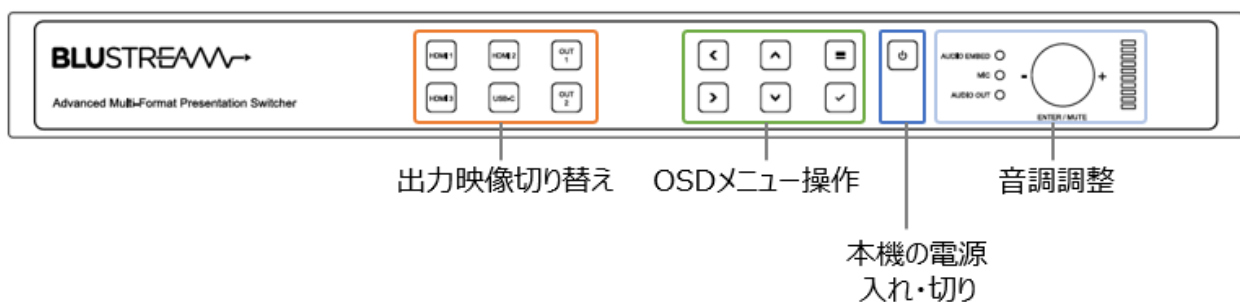 BLUSTREAM
Advanced Multi-Format Presentation Switcher
HDMI 1
HDMI 2
OUT
1
HDMI 3
USB-C
OUT
2
AUDIO EMBED
MIC
AUDIO OUT
-
+
ENTER / MUTE
出力映像切り替え
OSDメニュー操作
音調調整
本機の電源
入れ・切り